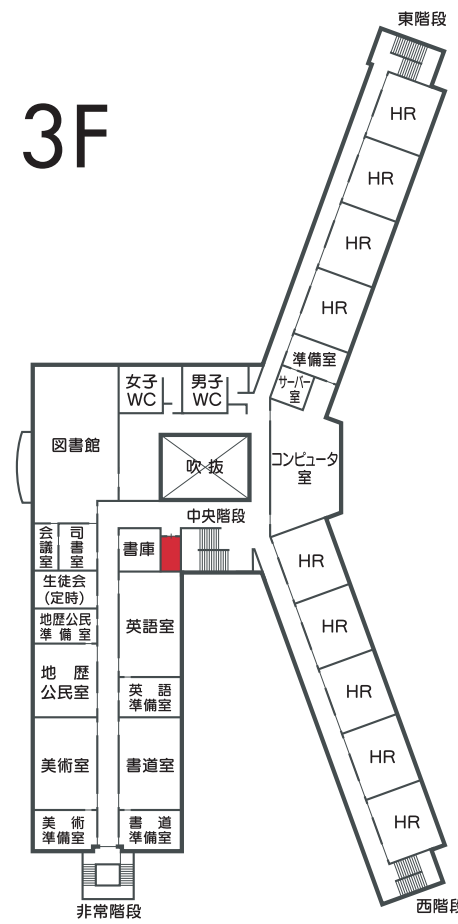 東階段
3F
HR
HR
HR
HR
準備室
サーバー
室
女子
WC
男子
WC
図書館
吹 抜
コンピュータ
室
中央階段
会議室
司書室
書庫
生徒会
(定時)
地歴公民
準 備 室
英語室
地 歴
公民室
英 語
準備室
美術室
書道室
美 術
準備室
書 道
準備室
非常階段
HR
HR
HR
HR
HR
西階段